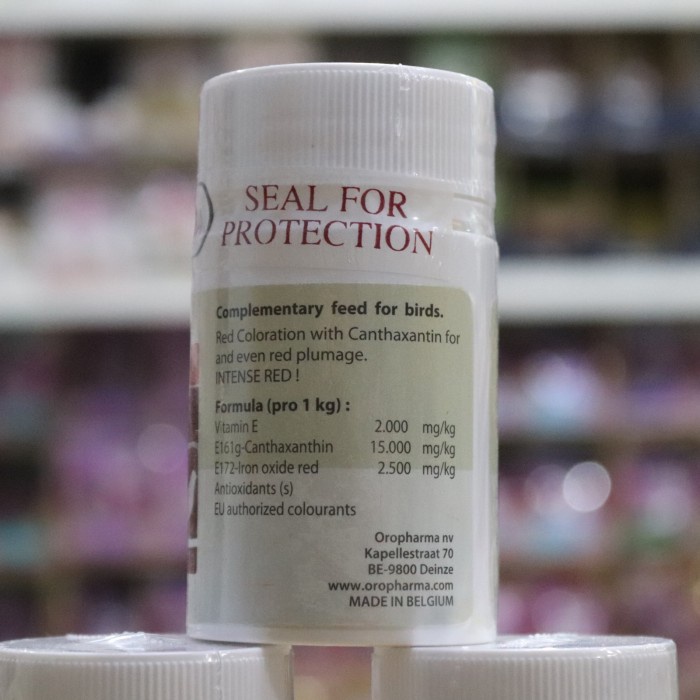 SEAL FOR
PROTECTION
Complementary feed for birds.
Red Coloration with Canthaxantin for
and even red plumage.
INTENSE RED !
Formula (pro 1 kg) :
Vitamin E 2.000 mg/kg
E161g-Canthaxanthin 15.000 mg/kg
E172-Iron oxide red 2.500 mg/kg
Antioxidants (s)
EU authorized colourants
Oropharma nv
Kapellestraat 70
BE-9800 Deinze
www.oropharma.com
MADE IN BELGIUM